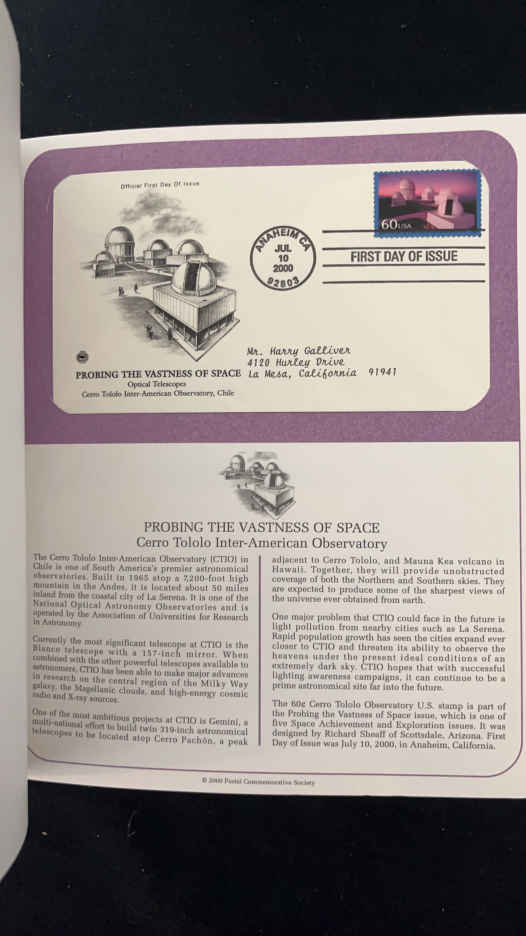 Official First Day Of Issue
60USA
ANAHEIM CA
JUL
10
2000
92803
FIRST DAY OF ISSUE
Mr. Harry Galliver
4120 Hurley Drive
La Mesa, California 91941
PROBING THE VASTNESS OF SPACE
Optical Telescopes
Cerro Tololo Inter-American Observatory, Chile
PROBING THE VASTNESS OF SPACE
Cerro Tololo Inter-American Observatory
The Cerro Tololo Inter-American Observatory (CTIO) in
Chile is one of South America's premier astronomical
observatories. Built in 1965 atop a 7,200-foot high
mountain in the Andes, it is located about 50 miles
inland from the coastal city of La Serena. It is one of the
National Optical Astronomy Observatories and is
operated by the Association of Universities for Research
in Astronomy.
Currently the most significant telescope at CTIO is the
Blanco telescope with a 157-inch mirror. When
combined with the other powerful telescopes available to
astronomers, CTIO has been able to make major advances
in research on the central region of the Milky Way
galaxy, the Magellanic clouds, and high-energy cosmic
radio and X-ray sources.
One of the most ambitious projects at CTIO is Gemini, a
multi-national effort to build twin 319-inch astronomical
telescopes to be located atop Cerro Pachón, a peak
adjacent to Cerro Tololo, and Mauna Kea volcano in
Hawaii. Together, they will provide unobstructed
coverage of both the Northern and Southern skies. They
are expected to produce some of the sharpest views of
the universe ever obtained from earth.
One major problem that CTIO could face in the future is
light pollution from nearby cities such as La Serena.
Rapid population growth has seen the cities expand ever
closer to CTIO and threaten its ability to observe the
heavens under the present ideal conditions of an
extremely dark sky. CTIO hopes that with successful
lighting awareness campaigns, it can continue to be a
prime astronomical site far into the future.
The 60¢ Cerro Tololo Observatory U.S. stamp is part of
the Probing the Vastness of Space issue, which is one of
five Space Achievement and Exploration issues. It was
designed by Richard Sheaff of Scottsdale, Arizona. First
Day of Issue was July 10, 2000, in Anaheim, California.
© 2000 Postal Commemorative Society